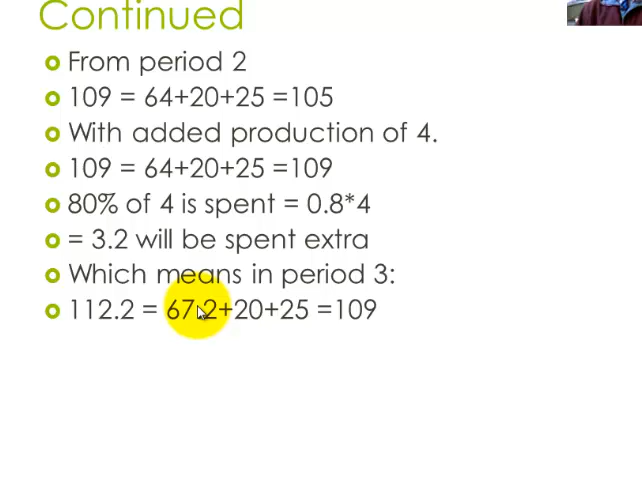 Continued
From period 2
109 = 64+20+25 =105
With added production of 4.
109 = 64+20+25 =109
80% of 4 is spent = 0.8*4
= 3.2 will be spent extra
Which means in period 3:
112.2 = 67.2+20+25 =109